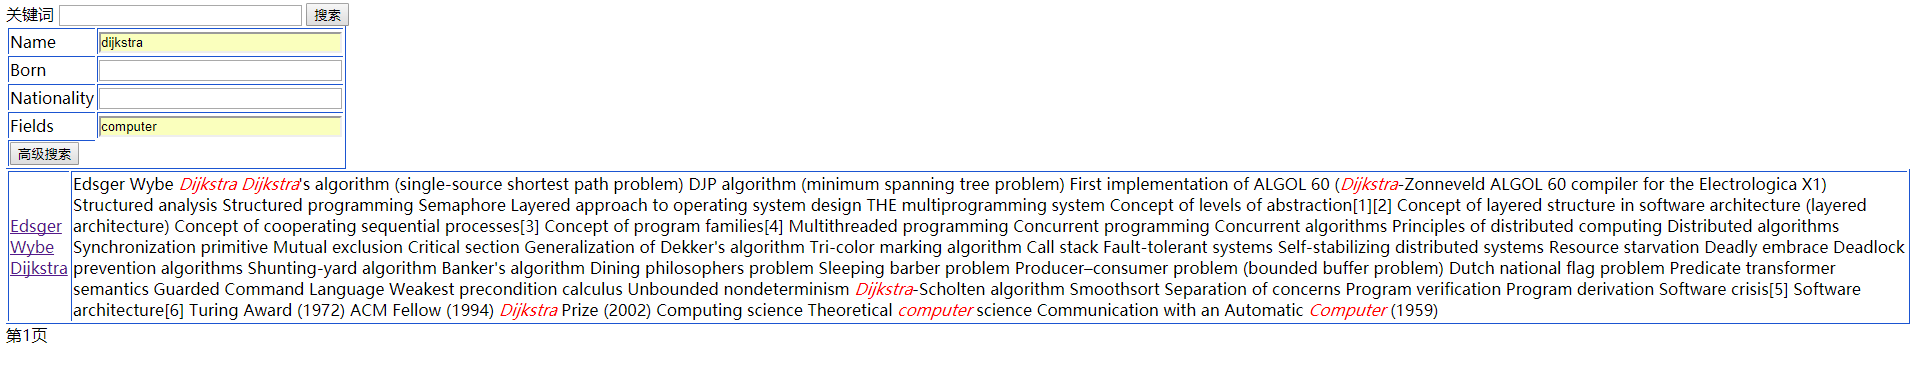 关键词 搜索
Name dijkstra
Born
Nationality
Fields computer
高级搜索
Edsger Wybe Dijkstra
Edsger Wybe Dijkstra Dijkstra's algorithm (single-source shortest path problem) DJP algorithm (minimum spanning tree problem) First implementation of ALGOL 60 (Dijkstra-Zonneveld ALGOL 60 compiler for the Electrologica X1)
Structured analysis Structured programming Semaphore Layered approach to operating system design THE multiprogramming system Concept of levels of abstraction[1][2] Concept of layered structure in software architecture (layered
architecture) Concept of cooperating sequential processes[3] Concept of program families[4] Multithreaded programming Concurrent programming Concurrent algorithms Principles of distributed computing Distributed algorithms
Synchronization primitive Mutual exclusion Critical section Generalization of Dekker's algorithm Tri-color marking algorithm Call stack Fault-tolerant systems Self-stabilizing distributed systems Resource starvation Deadly embrace Deadlock
prevention algorithms Shunting-yard algorithm Banker's algorithm Dining philosophers problem Sleeping barber problem Producer–consumer problem (bounded buffer problem) Dutch national flag problem Predicate transformer
semantics Guarded Command Language Weakest precondition calculus Unbounded nondeterminism Dijkstra-Scholten algorithm Smoothsort Separation of concerns Program verification Program derivation Software crisis[5] Software
architecture[6] Turing Award (1972) ACM Fellow (1994) Dijkstra Prize (2002) Computing science Theoretical computer science Communication with an Automatic Computer (1959)
第1页